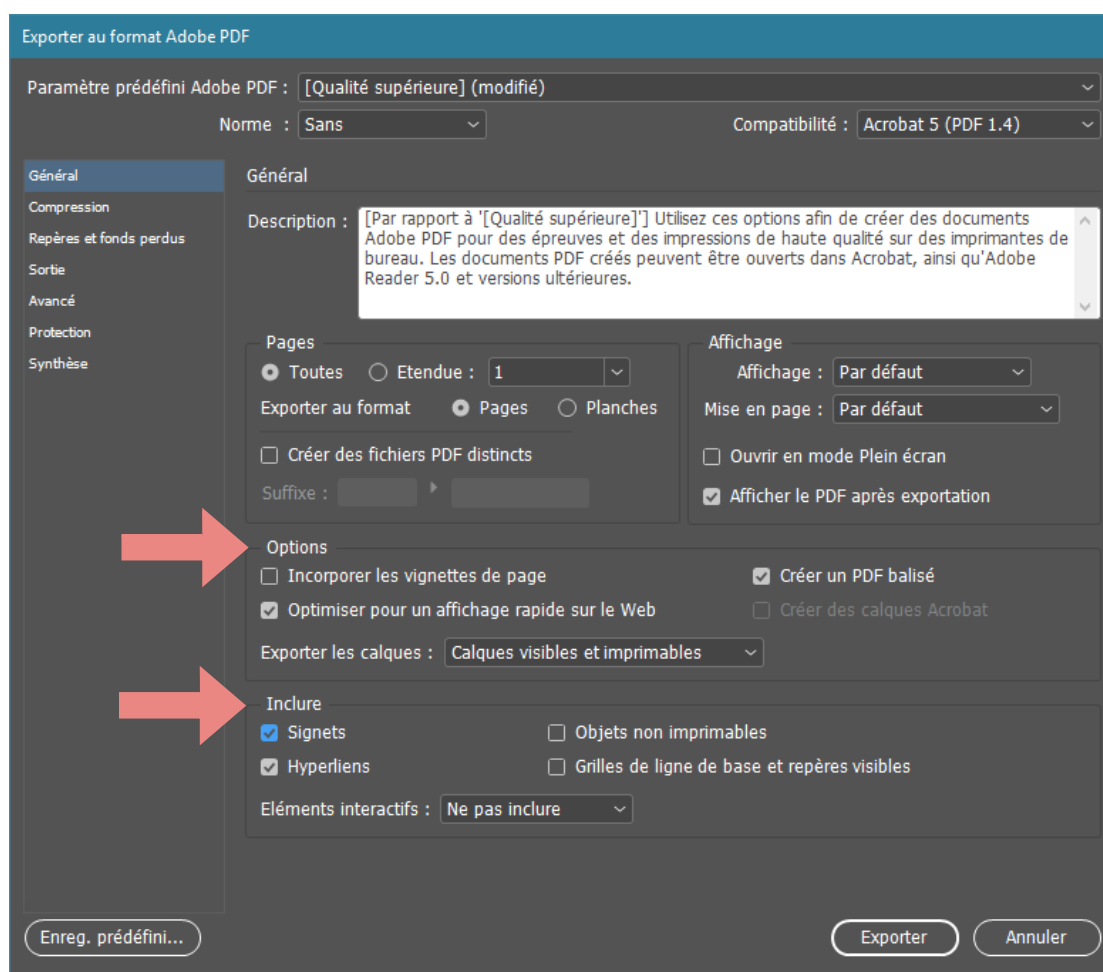 Exporter au format Adobe PDF
Paramètre prédéfini Adobe PDF : [Qualité supérieure] (modifié)
Norme : Sans Compatibilité : Acrobat 5 (PDF 1.4)
Général
Compression
Repères et fonds perdus
Sortie
Avancé
Protection
Synthèse
Général
Description : [Par rapport à '[Qualité supérieure]'] Utilisez ces options afin de créer des documents
Adobe PDF pour des épreuves et des impressions de haute qualité sur des imprimantes de
bureau. Les documents PDF créés peuvent être ouverts dans Acrobat, ainsi qu'Adobe
Reader 5.0 et versions ultérieures.
Pages
Toutes Etendue : 1
Exporter au format Pages Planches
Créer des fichiers PDF distincts
Suffixe :
Affichage
Affichage : Par défaut
Mise en page : Par défaut
Ouvrir en mode Plein écran
Afficher le PDF après exportation
Options
Incorporer les vignettes de page Créer un PDF balisé
Optimiser pour un affichage rapide sur le Web Créer des calques Acrobat
Exporter les calques : Calques visibles et imprimables
Inclure
Signets Objets non imprimables
Hyperliens Grilles de ligne de base et repères visibles
Eléments interactifs : Ne pas inclure
Enreg. prédéfini... Exporter Annuler